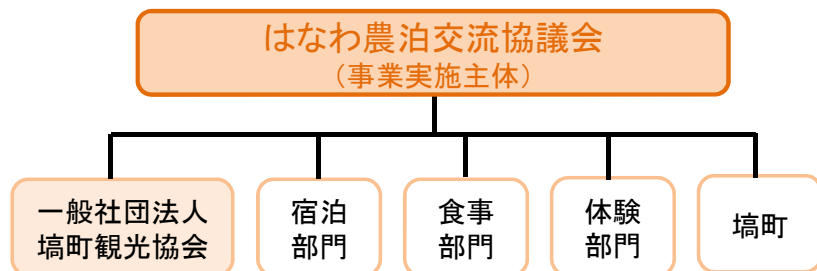 はなわ農泊交流協議会
（事業実施主体）
一般社団法人
塙町観光協会
宿泊
部門
食事
部門
体験
部門
塙町